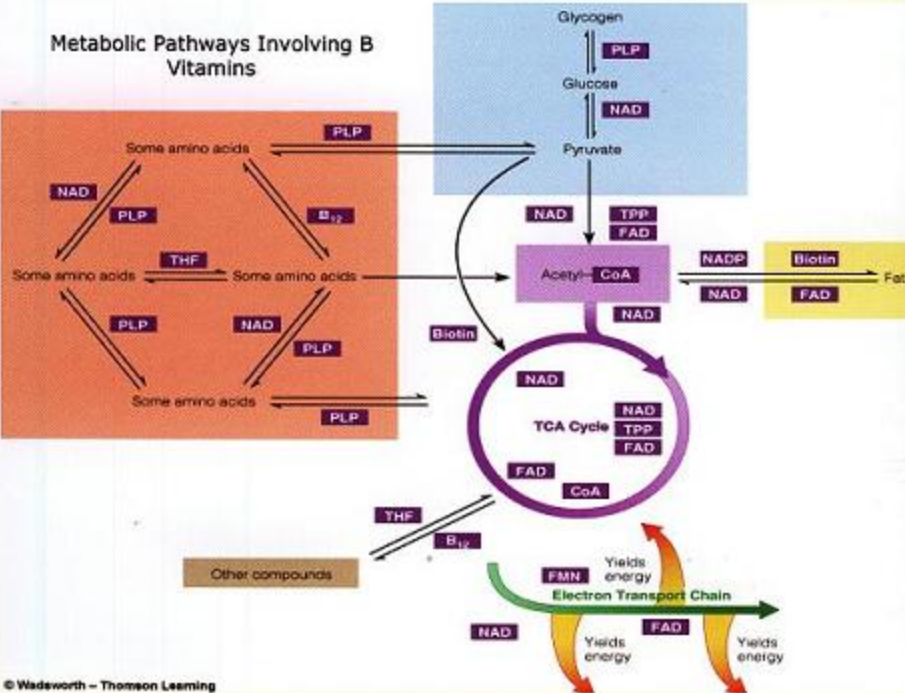 Metabolic Pathways Involving B
Vitamins
Glycogen
PLP
Glucose
NAD
Pyruvate
PLP
Some amino acids
NAD
PLP
B12
THF
Some amino acids
Some amino acids
PLP
NAD
PLP
Some amino acids
PLP
NAD
TPP
FAD
Acetyl
CoA
NADP
Biotin
NAD
FAD
Fat
NAD
Biotin
NAD
TCA Cycle
NAD
TPP
FAD
FAD
CoA
THF
B12
Other compounds
FMN
Yields
energy
Electron Transport Chain
NAD
FAD
Yields
energy
Yields
energy
© Wadsworth – Thomson Learning